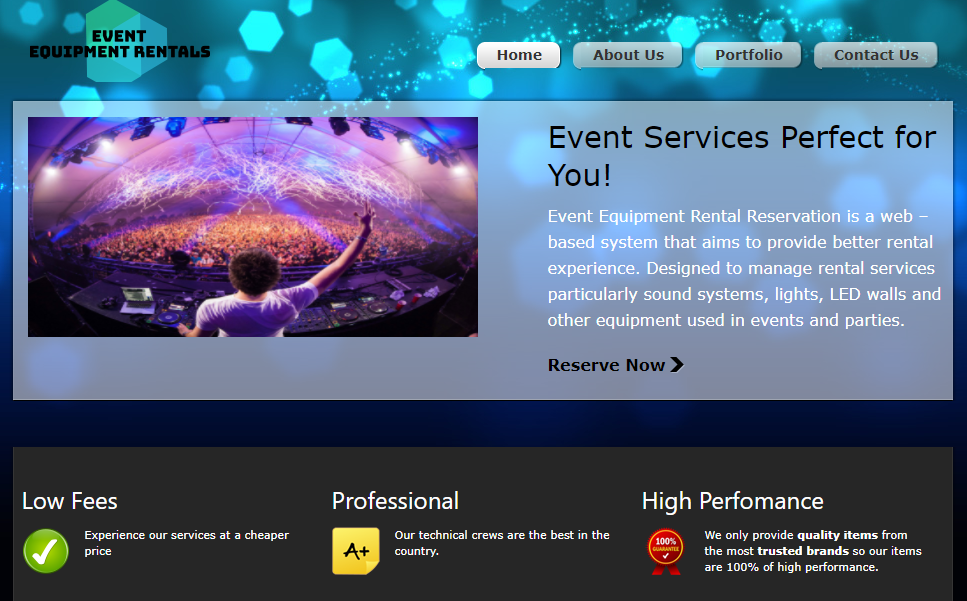 EVENT
EQUIPMENT RENTALS
Home
About Us
Portfolio
Contact Us
Event Services Perfect for
You!
Event Equipment Rental Reservation is a web –
based system that aims to provide better rental
experience. Designed to manage rental services
particularly sound systems, lights, LED walls and
other equipment used in events and parties.
Reserve Now
Low Fees
Experience our services at a cheaper
price
Professional
A+
Our technical crews are the best in the
country.
High Perfomance
100%
GUARANTEE
We only provide quality items from
the most trusted brands so our items
are 100% of high performance.